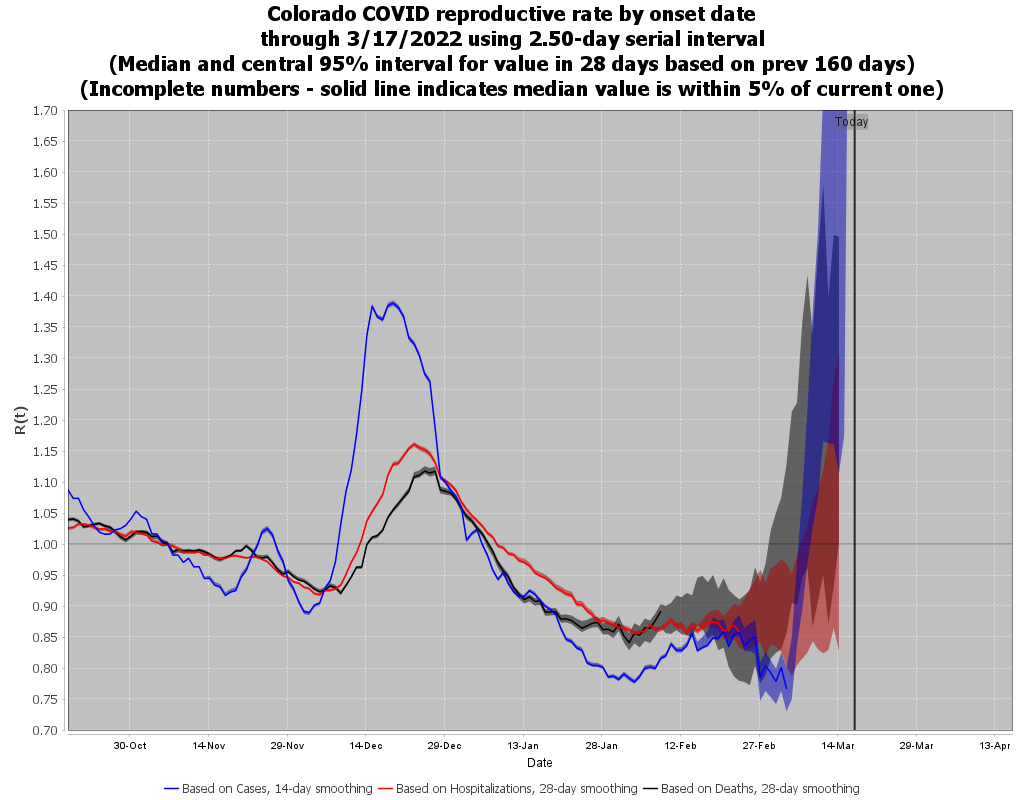 Colorado COVID reproductive rate by onset date
through 3/17/2022 using 2.50-day serial interval
(Median and central 95% interval for value in 28 days based on prev 160 days)
(Incomplete numbers - solid line indicates median value is within 5% of current one)
Today
R(t)
1.70
1.65
1.60
1.55
1.50
1.45
1.40
1.35
1.30
1.25
1.20
1.15
1.10
1.05
1.00
0.95
0.90
0.85
0.80
0.75
0.70
30-Oct 14-Nov 29-Nov 14-Dec 29-Dec 13-Jan 28-Jan 12-Feb 27-Feb 14-Mar 29-Mar 13-Apr
Date
Based on Cases, 14-day smoothing Based on Hospitalizations, 28-day smoothing Based on Deaths, 28-day smoothing